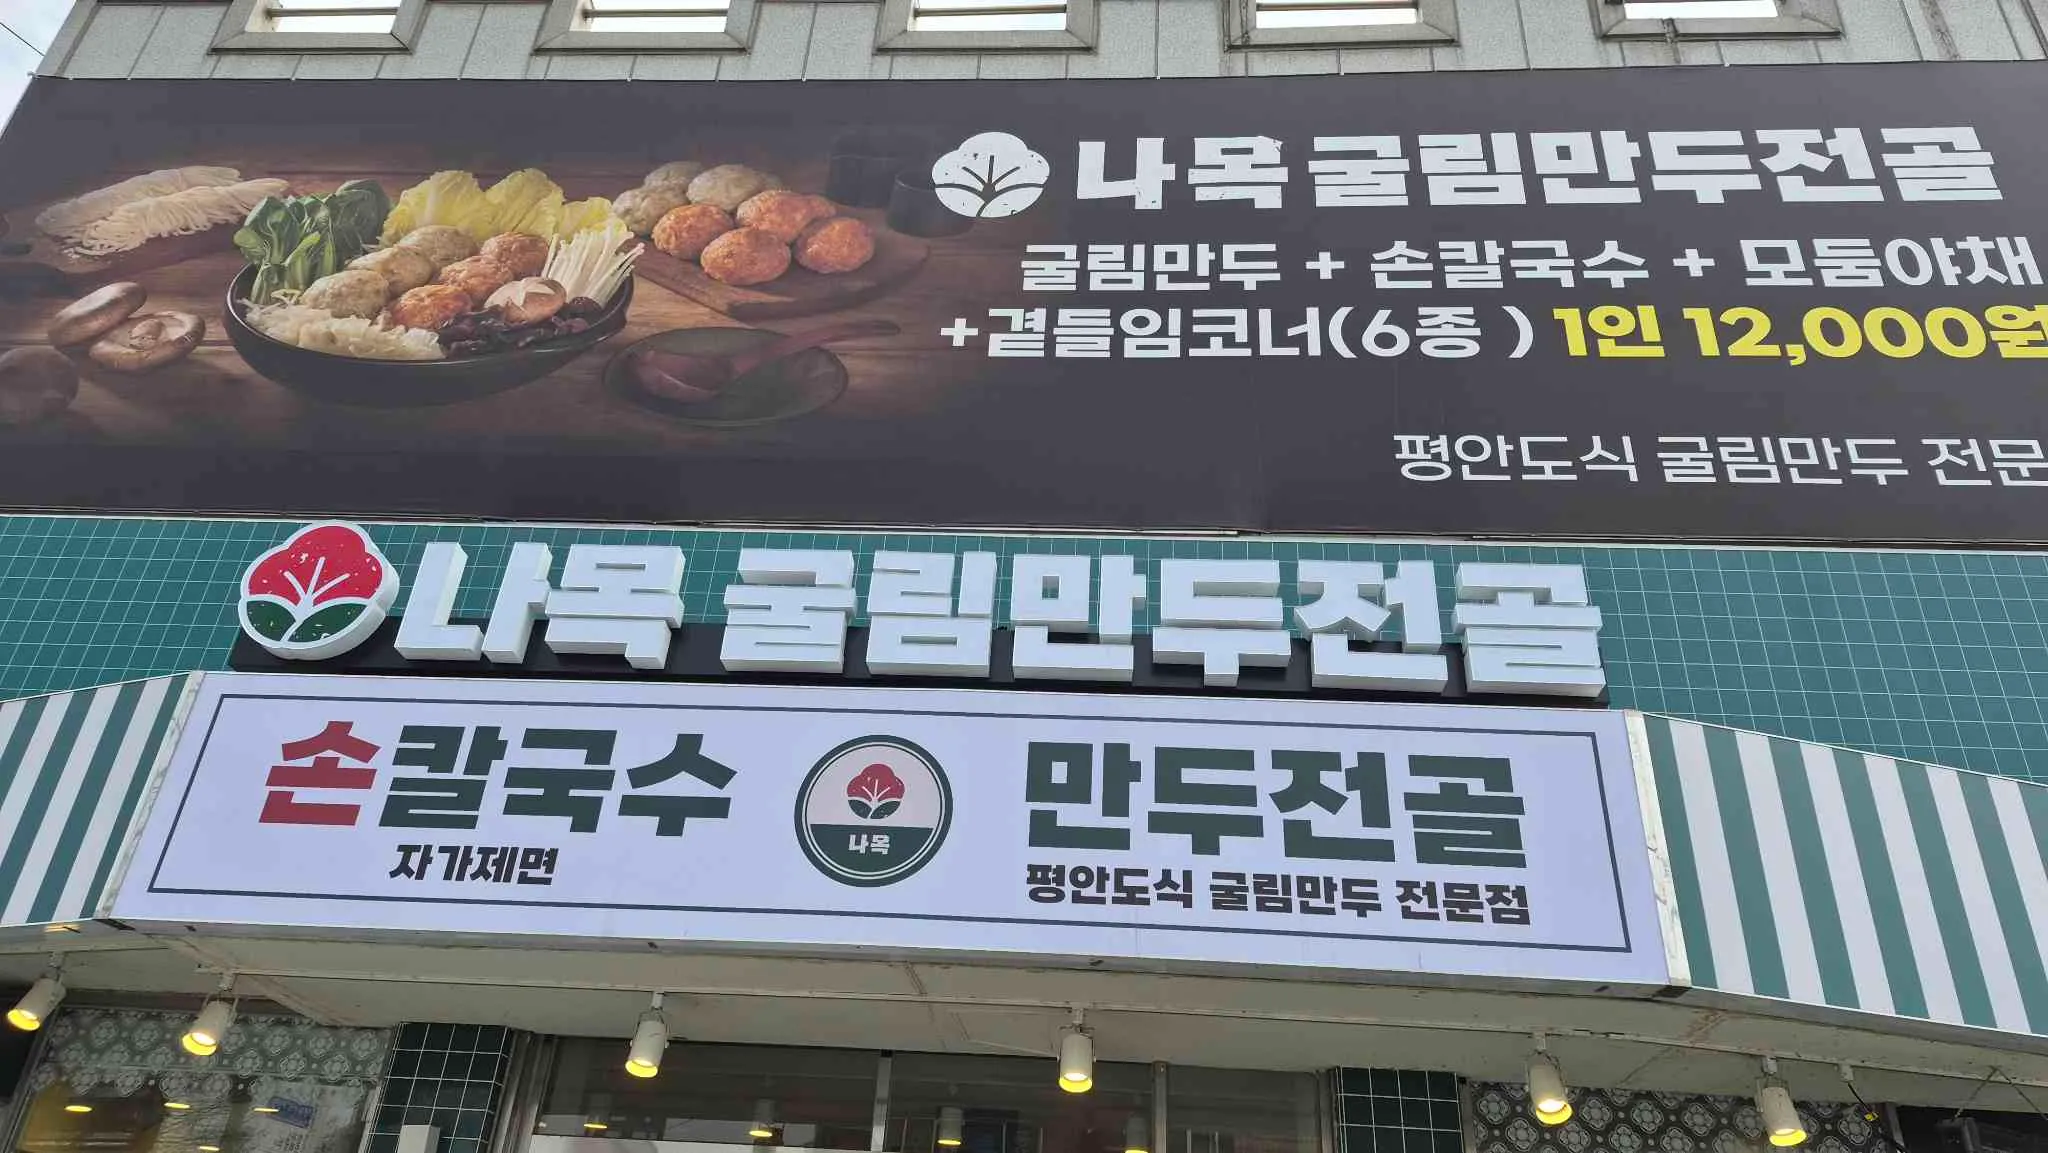 나목 굴림만두전골
굴림만두 + 손칼국수 + 모둠야채
+곁들임코너(6종 ) 1인 12,000원
평안도식 굴림만두 전문
나목 굴림만두전골
손칼국수
자가제면
나목
만두전골
평안도식 굴림만두 전문점